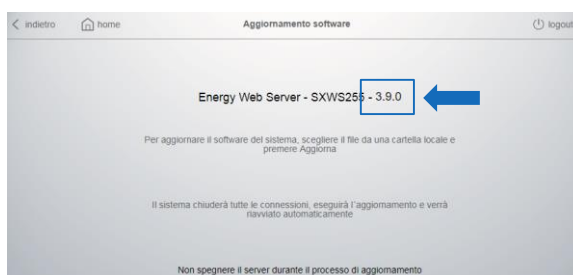 indietro home Aggiornamento software logout
Energy Web Server - SXWS255 - 3.9.0
Per aggiornare il software del sistema, scegliere il file da una cartella locale e
premere Aggiorna
Il sistema chiuderà tutte le connessioni, eseguirà l'aggiornamento e verrà
riavviato automaticamente
Non spegnere il server durante il processo di aggiornamento